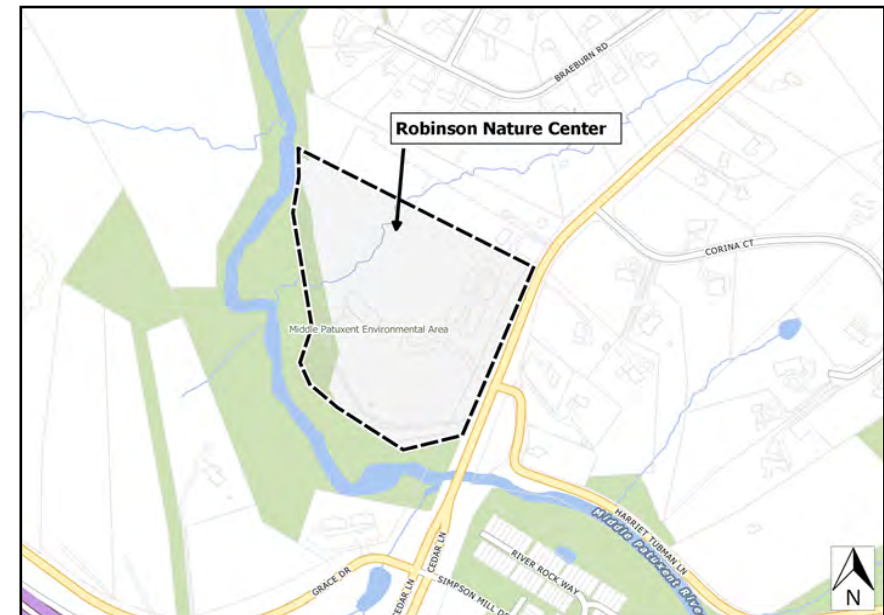 BRAEBURN RD
Robinson Nature Center
CORINA CT
Middle Patuxent Environmental Area
HARRIET TUBMAN LN
Middle Patuxent River
RIVER ROCK WAY
GRACE DR
CEDAR LN
CEDAR LN
SIMPSON MILL D
N